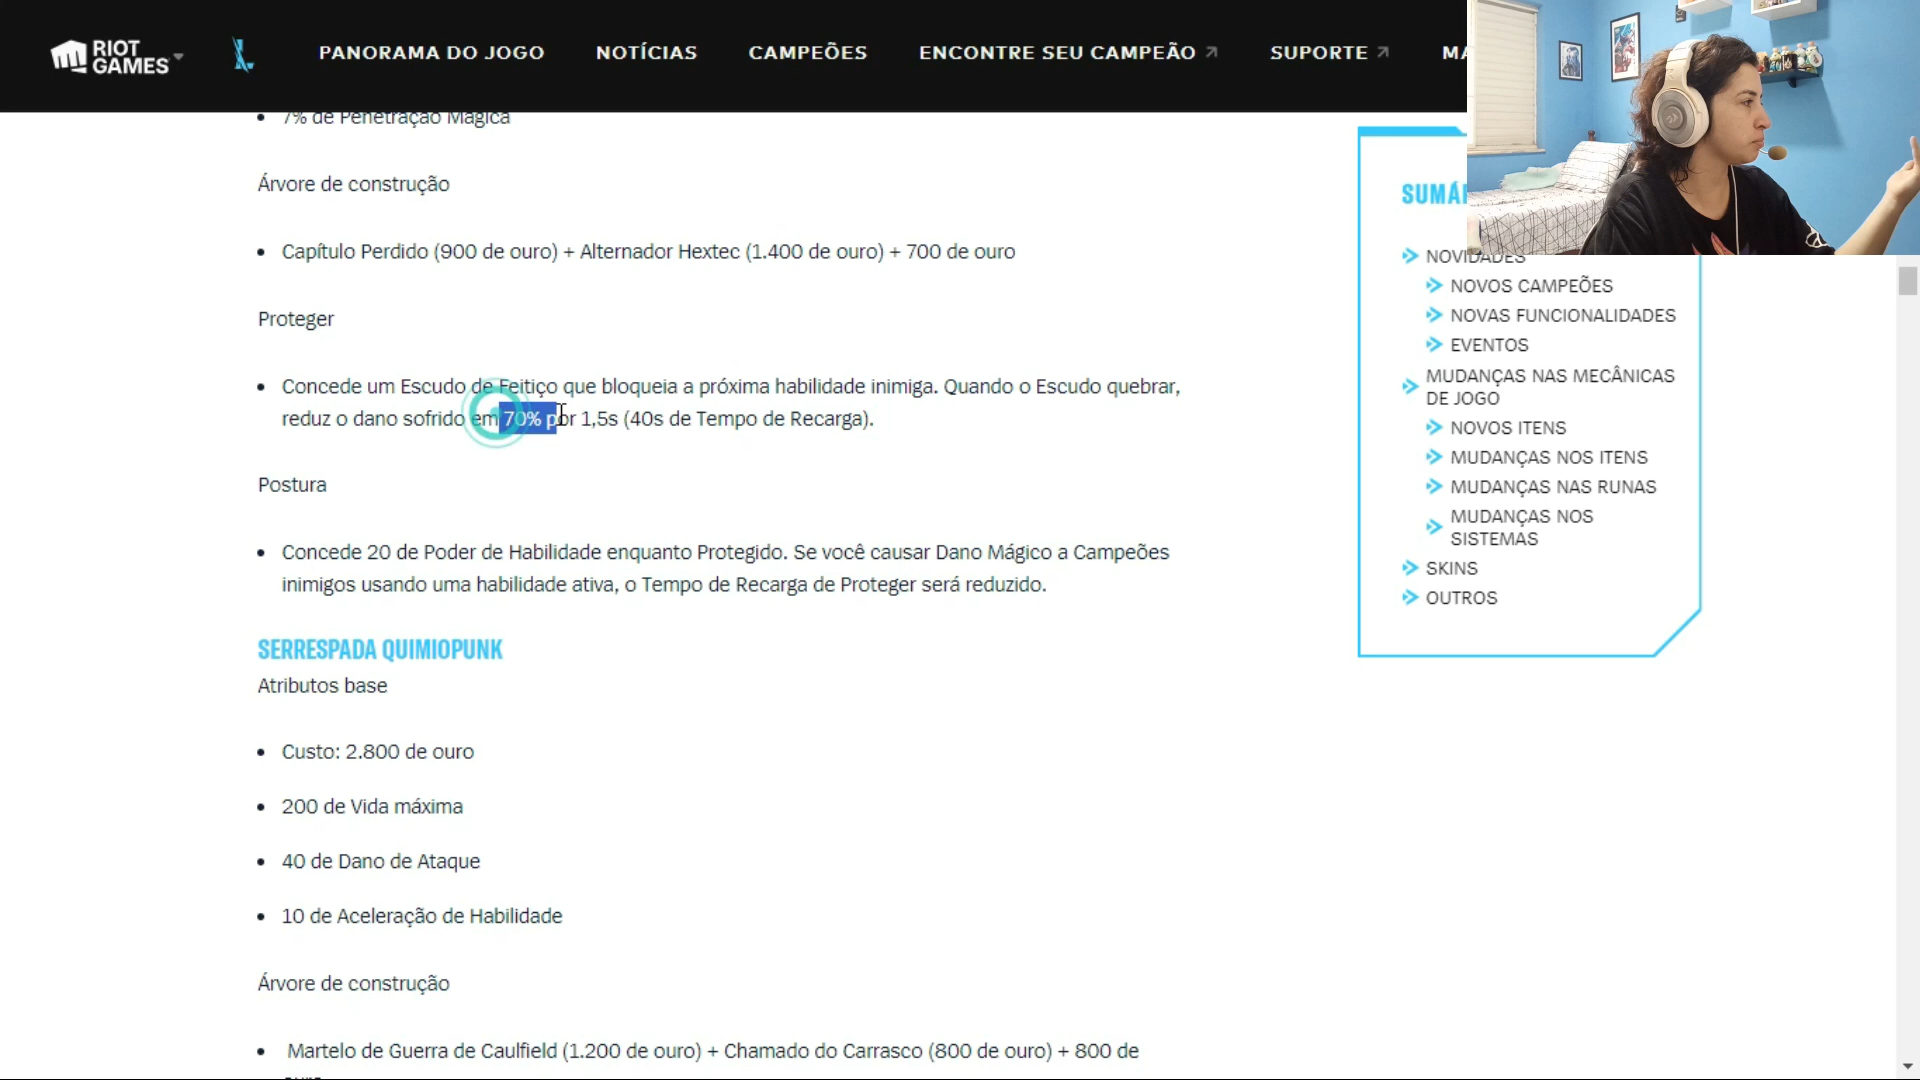 RIOT
GAMES
PANORAMA DO JOGO
NOTÍCIAS
CAMPEÕES
ENCONTRE SEU CAMPEÃO
SUPORTE
MA
• 7% de Penetração Mágica
Árvore de construção
• Capítulo Perdido (900 de ouro) + Alternador Hextec (1.400 de ouro) + 700 de ouro
Proteger
• Concede um Escudo de Feitiço que bloqueia a próxima habilidade inimiga. Quando o Escudo quebrar,
reduz o dano sofrido em 70% por 1,5s (40s de Tempo de Recarga).
Postura
• Concede 20 de Poder de Habilidade enquanto Protegido. Se você causar Dano Mágico a Campeões
inimigos usando uma habilidade ativa, o Tempo de Recarga de Proteger será reduzido.
SERRESPADA QUIMIOPUNK
Atributos base
• Custo: 2.800 de ouro
• 200 de Vida máxima
• 40 de Dano de Ataque
• 10 de Aceleração de Habilidade
Árvore de construção
• Martelo de Guerra de Caulfield (1.200 de ouro) + Chamado do Carrasco (800 de ouro) + 800 de
SUMÁ
NOVIDADES
NOVOS CAMPEÕES
NOVAS FUNCIONALIDADES
EVENTOS
MUDANÇAS NAS MECÂNICAS
DE JOGO
NOVOS ITENS
MUDANÇAS NOS ITENS
MUDANÇAS NAS RUNAS
MUDANÇAS NOS
SISTEMAS
SKINS
OUTROS